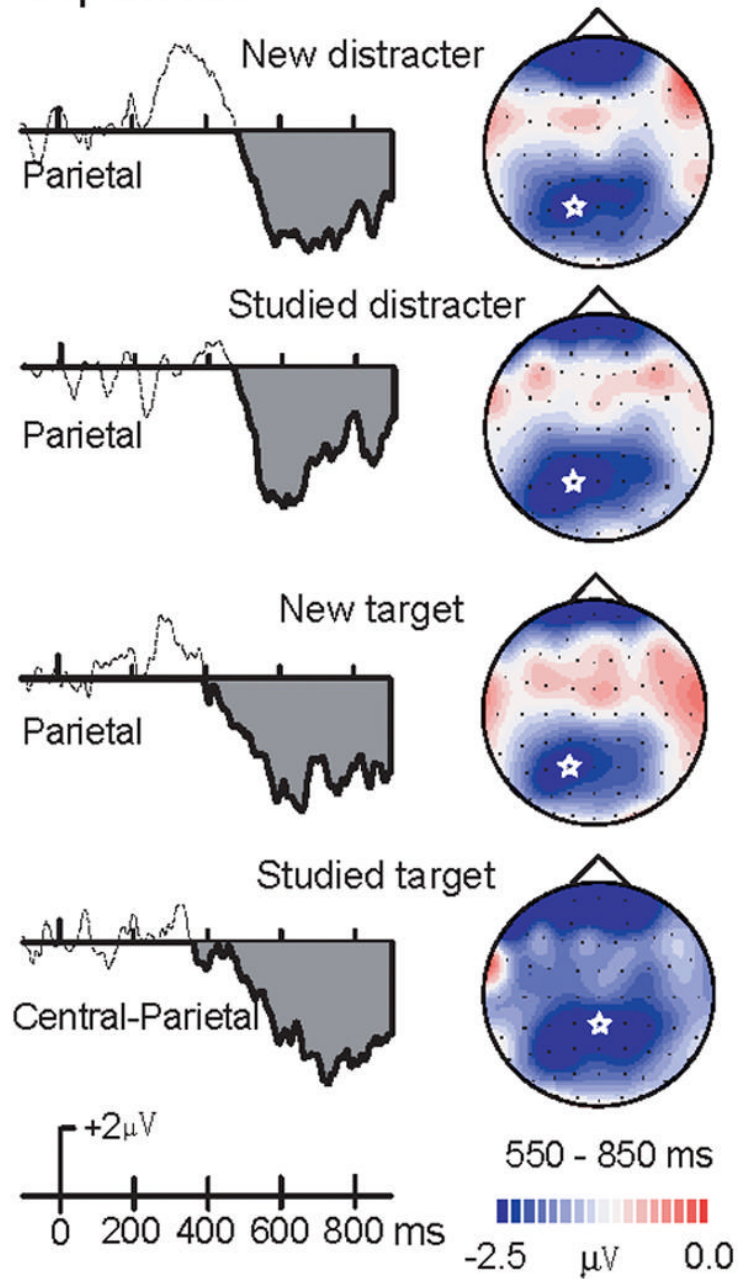 New distracter
Parietal
Studied distracter
Parietal
New target
Parietal
Studied target
Central-Parietal
+2μV
0 200 400 600 800 ms
550 - 850 ms
-2.5 μV 0.0